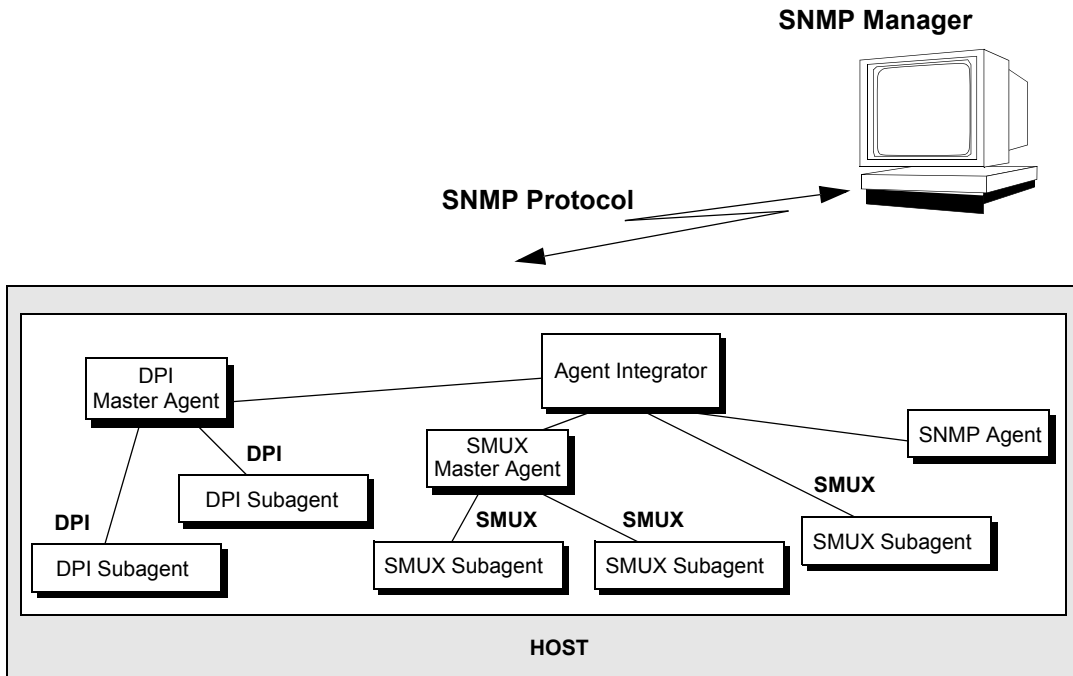 SNMP Manager
SNMP Protocol
DPI
Master Agent
Agent Integrator
SNMP Agent
SMUX
Master Agent
DPI
DPI Subagent
SMUX
DPI
SMUX
SMUX
SMUX Subagent
DPI Subagent
SMUX Subagent
SMUX Subagent
HOST